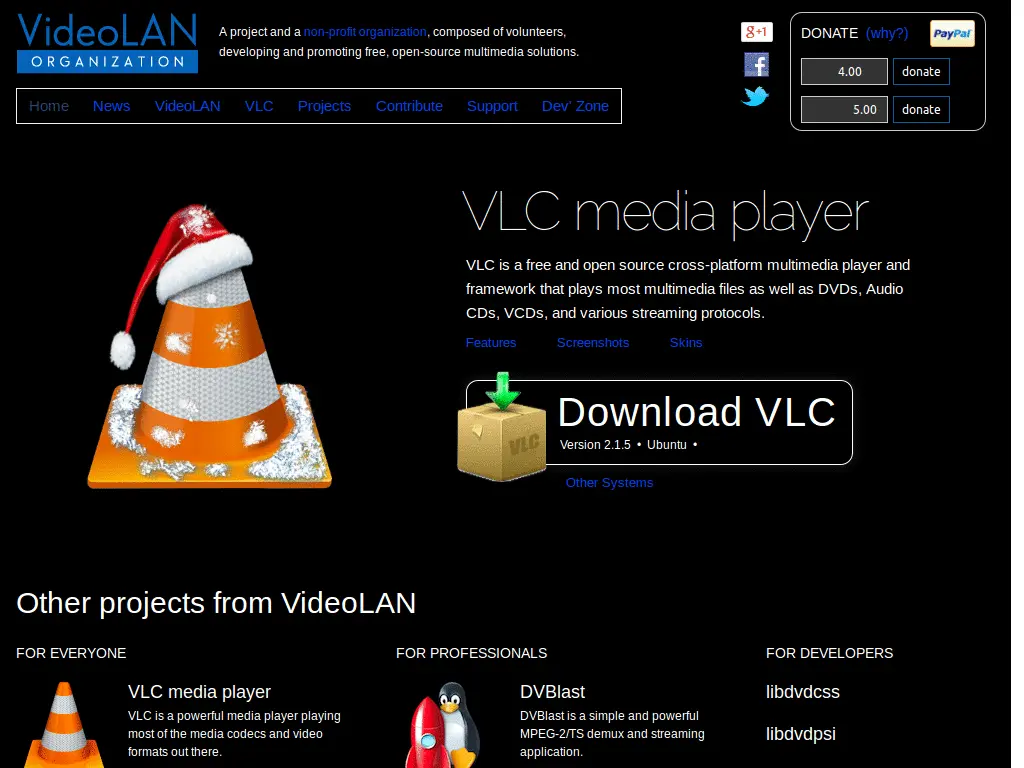 VideoLAN
ORGANIZATION
A project and a non-profit organization, composed of volunteers,
developing and promoting free, open-source multimedia solutions.
g+1
f
DONATE (why?) PayPal
4.00 donate
5.00 donate
Home News VideoLAN VLC Projects Contribute Support Dev' Zone
VLC media player
VLC is a free and open source cross-platform multimedia player and
framework that plays most multimedia files as well as DVDs, Audio
CDs, VCDs, and various streaming protocols.
Features Screenshots Skins
VLC
Download VLC
Version 2.1.5 • Ubuntu •
Other Systems
Other projects from VideoLAN
FOR EVERYONE
VLC media player
VLC is a powerful media player playing
most of the media codecs and video
formats out there.
FOR PROFESSIONALS
DVBlast
DVBlast is a simple and powerful
MPEG-2/TS demux and streaming
application.
FOR DEVELOPERS
libdvdcss
libdvdpsi